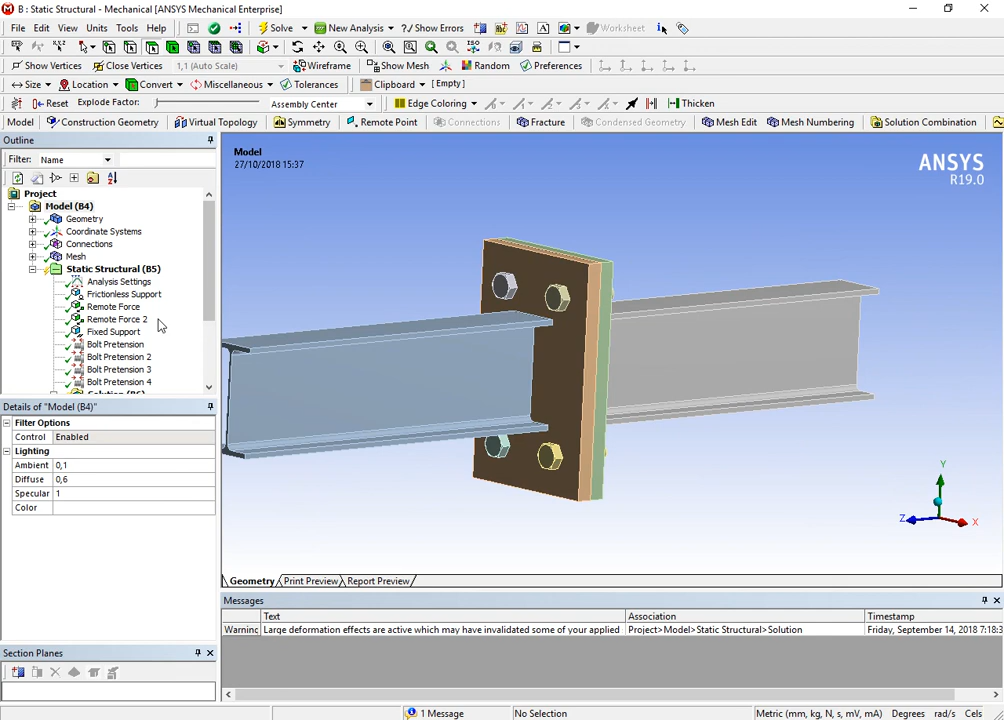 B : Static Structural - Mechanical [ANSYS Mechanical Enterprise]
File Edit View Units Tools Help Solve New Analysis ?/ Show Errors Worksheet
Show Vertices Close Vertices 1,1 (Auto Scale) Wireframe Show Mesh Random Preferences
Size Location Convert Miscellaneous Tolerances Clipboard [ Empty ]
Reset Explode Factor: Assembly Center Edge Coloring Thicken
Model Construction Geometry Virtual Topology Symmetry Remote Point Connections Fracture Condensed Geometry Mesh Edit Mesh Numbering Solution Combination
Outline
Filter: Name
Project
Model (B4)
Geometry
Coordinate Systems
Connections
Mesh
Static Structural (B5)
Analysis Settings
Frictionless Support
Remote Force
Remote Force 2
Fixed Support
Bolt Pretension
Bolt Pretension 2
Bolt Pretension 3
Bolt Pretension 4
Solution (B6)
Details of "Model (B4)"
Filter Options
Control Enabled
Lighting
Ambient 0,1
Diffuse 0,6
Specular 1
Color
Section Planes
Model
27/10/2018 15:37
ANSYS
R19.0
Y
Z X
Geometry Print Preview Report Preview
Messages
Text Association Timestamp
Warninc Large deformation effects are active which may have invalidated some of your applied Project>Model>Static Structural>Solution Friday, September 14, 2018 7:18:3
1 Message No Selection Metric (mm, kg, N, s, mV, mA) Degrees rad/s Cels